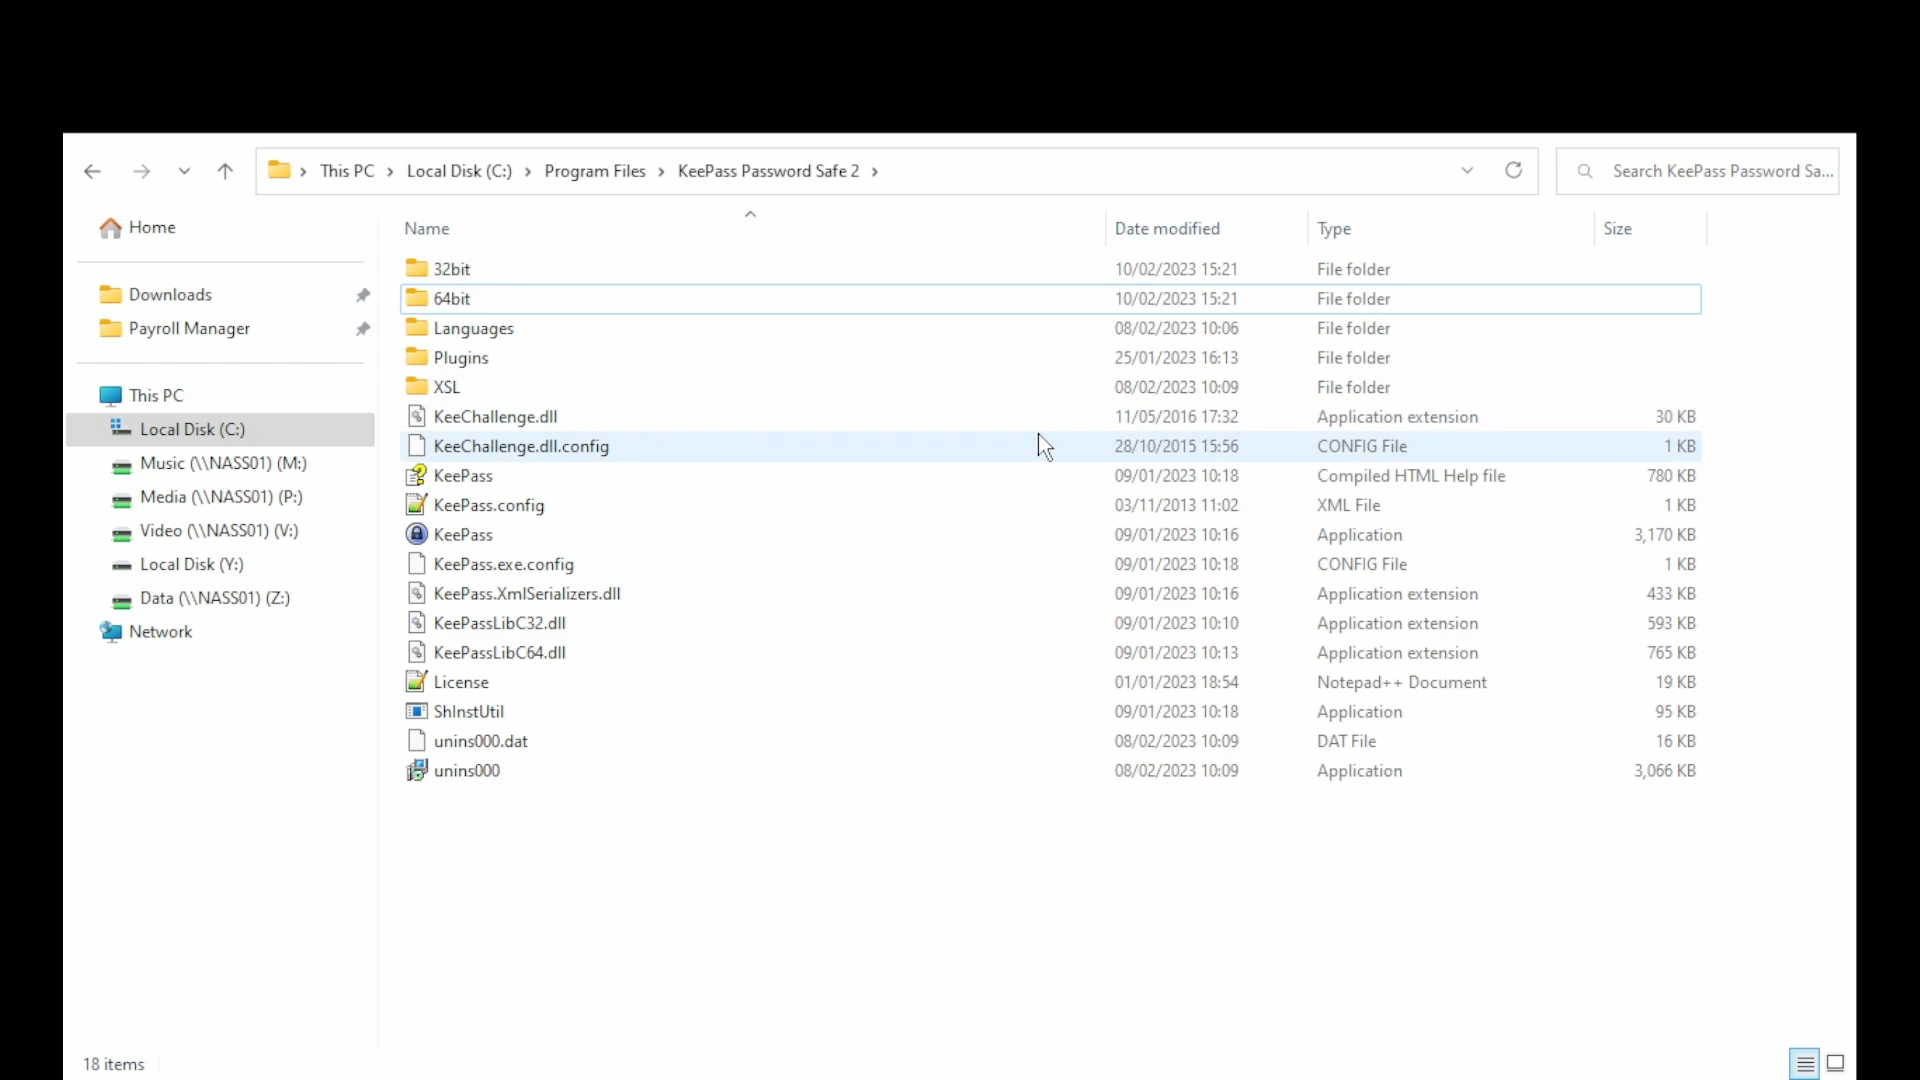 This PC > Local Disk (C:) > Program Files > KeePass Password Safe 2 >
Search KeePass Password Sa...
Home
Downloads
Payroll Manager
This PC
Local Disk (C:)
Music (\\NASS01) (M:)
Media (\\NASS01) (P:)
Video (\\NASS01) (V:)
Local Disk (Y:)
Data (\\NASS01) (Z:)
Network
Name Date modified Type Size
32bit 10/02/2023 15:21 File folder
64bit 10/02/2023 15:21 File folder
Languages 08/02/2023 10:06 File folder
Plugins 25/01/2023 16:13 File folder
XSL 08/02/2023 10:09 File folder
KeeChallenge.dll 11/05/2016 17:32 Application extension 30 KB
KeeChallenge.dll.config 28/10/2015 15:56 CONFIG File 1 KB
KeePass 09/01/2023 10:18 Compiled HTML Help file 780 KB
KeePass.config 03/11/2013 11:02 XML File 1 KB
KeePass 09/01/2023 10:16 Application 3,170 KB
KeePass.exe.config 09/01/2023 10:18 CONFIG File 1 KB
KeePass.XmlSerializers.dll 09/01/2023 10:16 Application extension 433 KB
KeePassLibC32.dll 09/01/2023 10:10 Application extension 593 KB
KeePassLibC64.dll 09/01/2023 10:13 Application extension 765 KB
License 01/01/2023 18:54 Notepad++ Document 19 KB
ShInstUtil 09/01/2023 10:18 Application 95 KB
unins000.dat 08/02/2023 10:09 DAT File 16 KB
unins000 08/02/2023 10:09 Application 3,066 KB
18 items